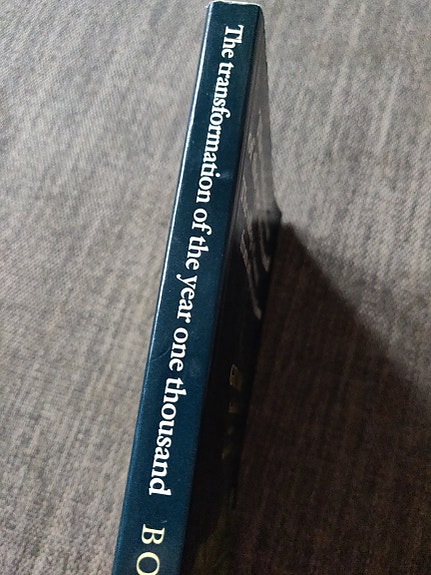 The transformation of the year one thousand BO